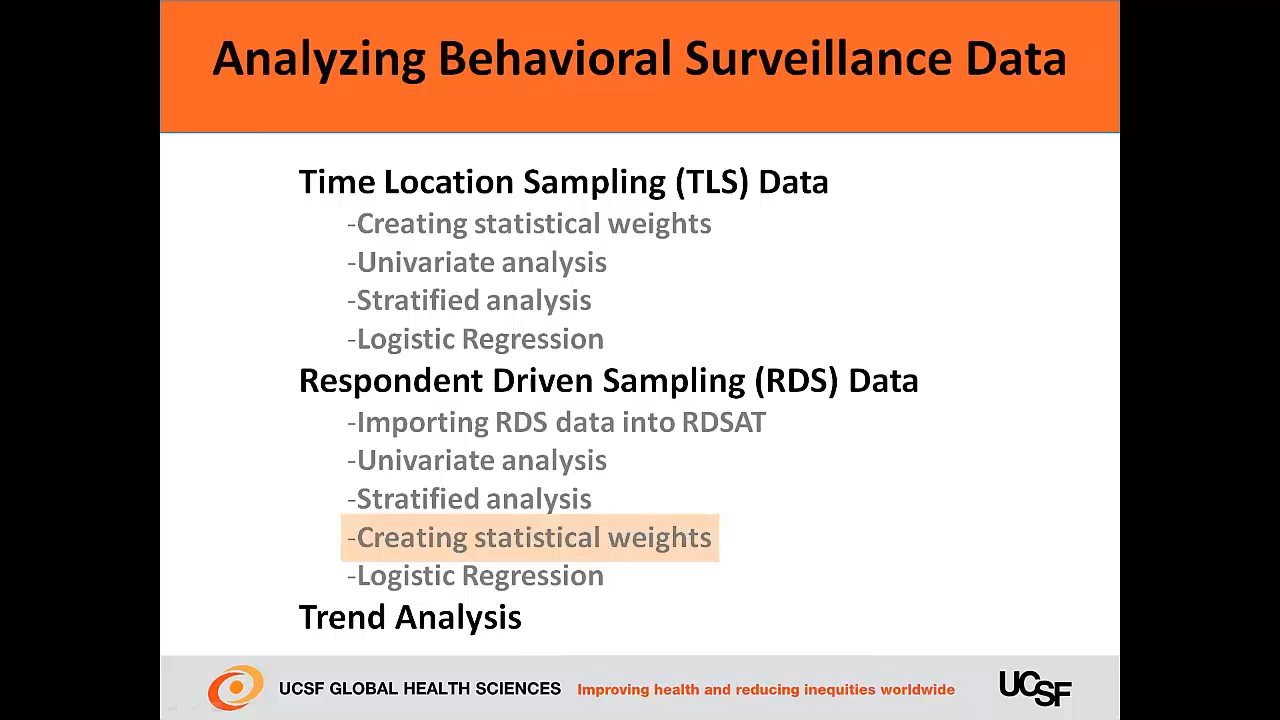 Analyzing Behavioral Surveillance Data
Time Location Sampling (TLS) Data
-Creating statistical weights
-Univariate analysis
-Stratified analysis
-Logistic Regression
Respondent Driven Sampling (RDS) Data
-Importing RDS data into RDSAT
-Univariate analysis
-Stratified analysis
-Creating statistical weights
-Logistic Regression
Trend Analysis
UCSF GLOBAL HEALTH SCIENCES Improving health and reducing inequities worldwide UCSF